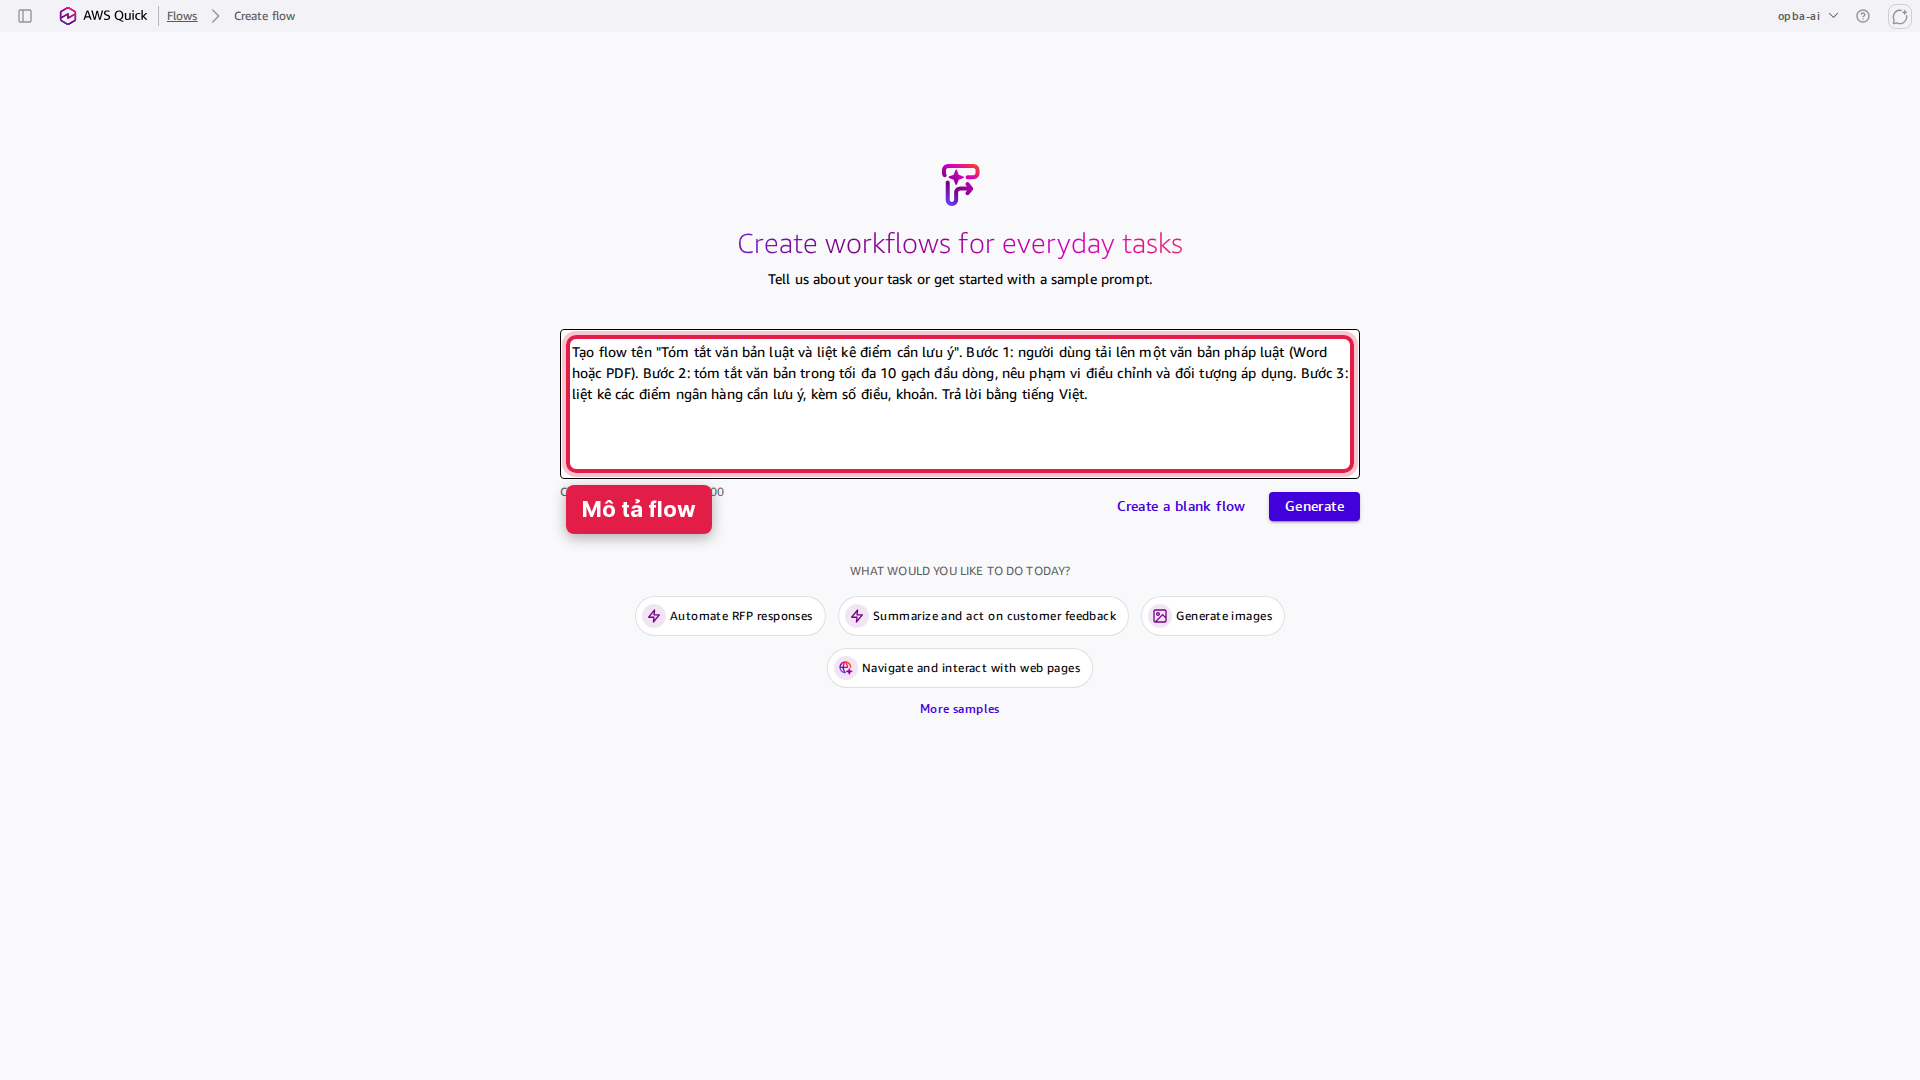 AWS Quick
Flows
Create flow
opba-ai
Create workflows for everyday tasks
Tell us about your task or get started with a sample prompt.
Tạo flow tên "Tóm tắt văn bản luật và liệt kê điểm cần lưu ý". Bước 1: người dùng tải lên một văn bản pháp luật (Word
hoặc PDF). Bước 2: tóm tắt văn bản trong tối đa 10 gạch đầu dòng, nêu phạm vi điều chỉnh và đối tượng áp dụng. Bước 3:
liệt kê các điểm ngân hàng cần lưu ý, kèm số điều, khoản. Trả lời bằng tiếng Việt.
Mô tả flow
Create a blank flow
Generate
WHAT WOULD YOU LIKE TO DO TODAY?
Automate RFP responses
Summarize and act on customer feedback
Generate images
Navigate and interact with web pages
More samples